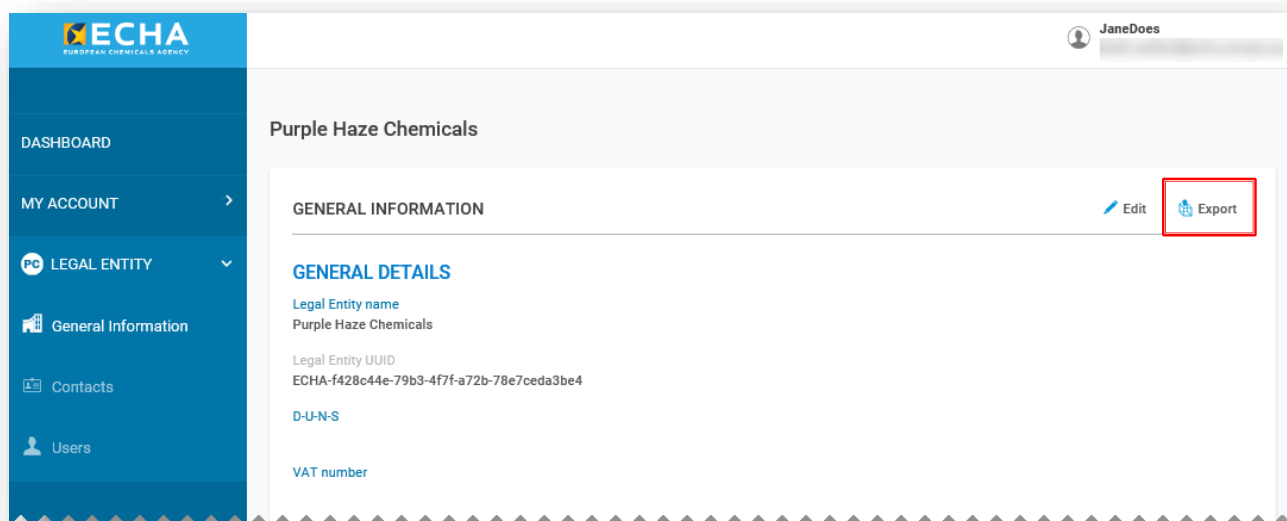 ECHA
EUROPEAN CHEMICALS AGENCY
JaneDoes
DASHBOARD
MY ACCOUNT
PC LEGAL ENTITY
General Information
Contacts
Users
Purple Haze Chemicals
GENERAL INFORMATION
Edit Export
GENERAL DETAILS
Legal Entity name
Purple Haze Chemicals
Legal Entity UUID
ECHA-f428c44e-79b3-4f7f-a72b-78e7ceda3be4
D-U-N-S
VAT number